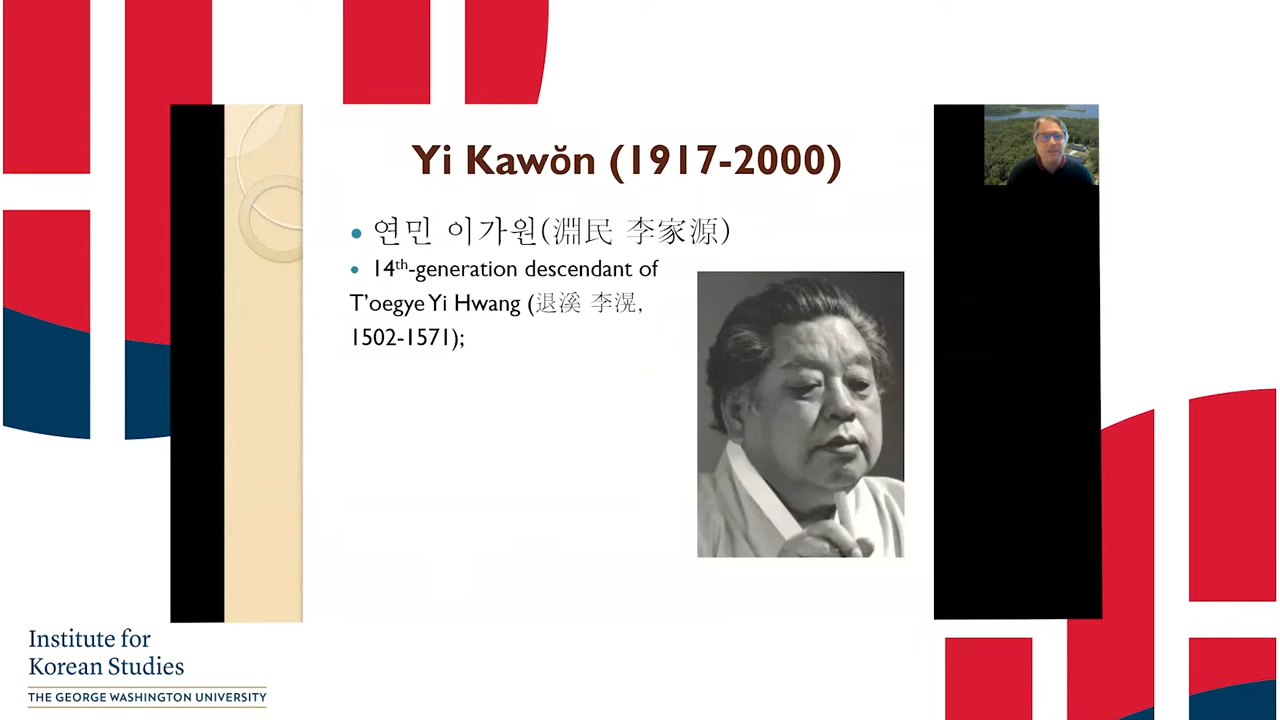 Yi Kawŏn (1917-2000)
• 연민 이가원(淵民 李家源)
• 14th-generation descendant of
T’oegye Yi Hwang (退溪 李滉,
1502-1571);
Institute for
Korean Studies
THE GEORGE WASHINGTON UNIVERSITY